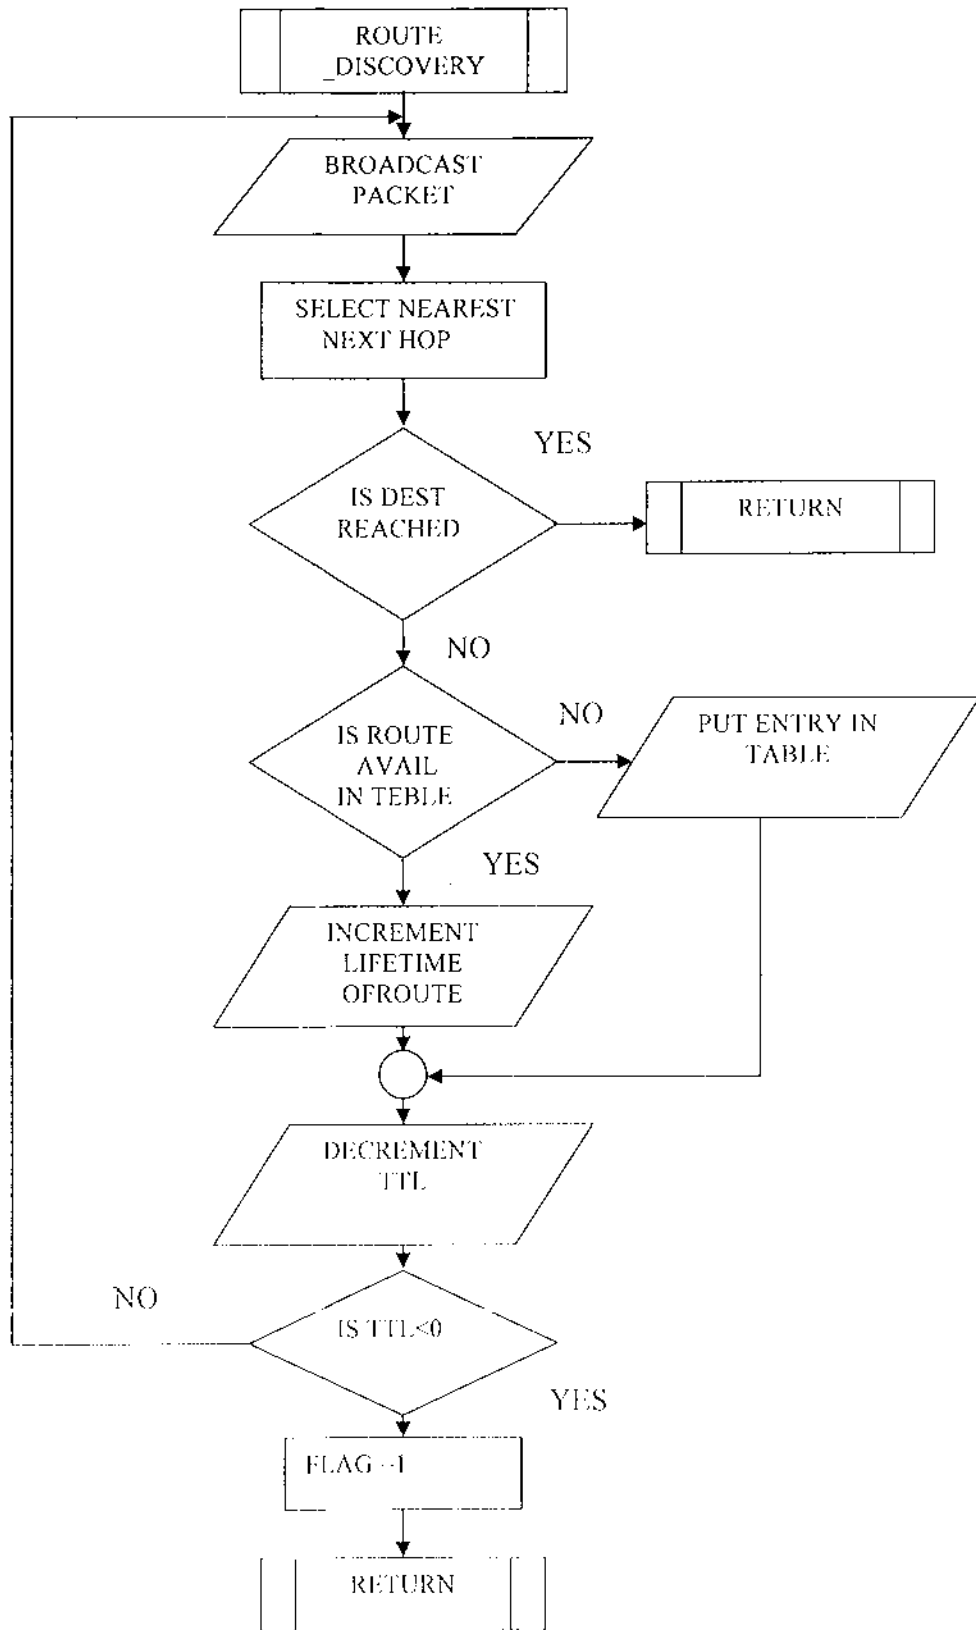 ROUTE
_DISCOVERY
BROADCAST
PACKET
SELECT NEAREST
NEXT HOP
YES
IS DEST
REACHED
RETURN
NO
NO
PUT ENTRY IN
TABLE
IS ROUTE
AVAIL
IN TEBLE
YES
INCREMENT
LIFETIME
OFROUTE
DECREMENT
TTL
NO
IS TTL<0
YES
FLAG
RETURN